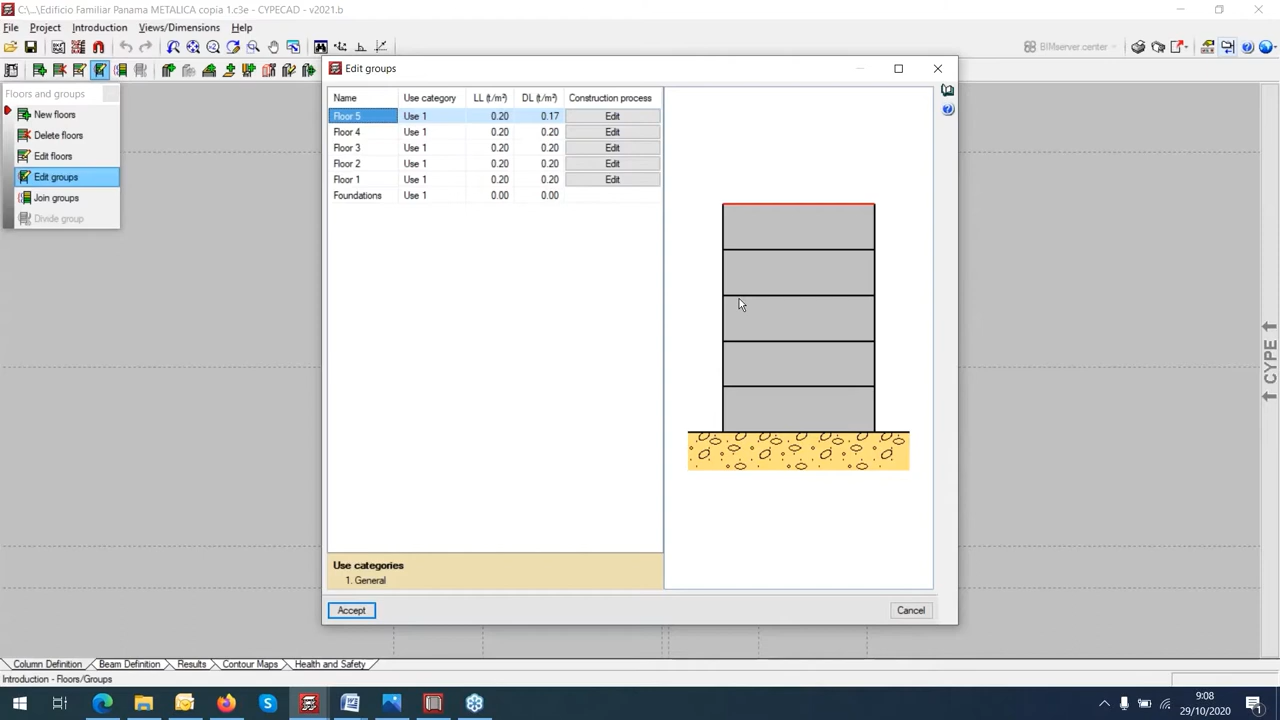 C:\...\Edificio Familiar Panama METALICA copia 1.c3e - CYPECAD - v2021.b
File Project Introduction Views/Dimensions Help
BIMserver.center
Floors and groups
New floors
Delete floors
Edit floors
Edit groups
Join groups
Divide group
Edit groups
Name Use category LL (t/m²) DL (t/m²) Construction process
Floor 5 Use 1 0.20 0.17 Edit
Floor 4 Use 1 0.20 0.20 Edit
Floor 3 Use 1 0.20 0.20 Edit
Floor 2 Use 1 0.20 0.20 Edit
Floor 1 Use 1 0.20 0.20 Edit
Foundations Use 1 0.00 0.00
Use categories
1. General
Accept Cancel
CYPE
Column Definition Beam Definition Results Contour Maps Health and Safety
Introduction - Floors/Groups
9:08
29/10/2020